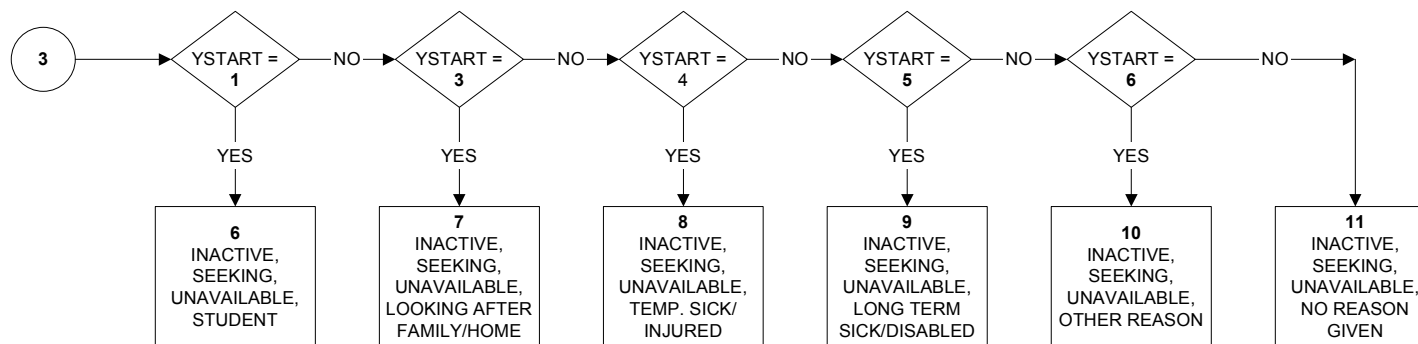 3
YSTART =
1
NO
YSTART =
3
NO
YSTART =
4
NO
YSTART =
5
NO
YSTART =
6
NO
YES
YES
YES
YES
YES
6
INACTIVE,
SEEKING,
UNAVAILABLE,
STUDENT
7
INACTIVE,
SEEKING,
UNAVAILABLE,
LOOKING AFTER
FAMILY/HOME
8
INACTIVE,
SEEKING,
UNAVAILABLE,
TEMP. SICK/
INJURED
9
INACTIVE,
SEEKING,
UNAVAILABLE,
LONG TERM
SICK/DISABLED
10
INACTIVE,
SEEKING,
UNAVAILABLE,
OTHER REASON
11
INACTIVE,
SEEKING,
UNAVAILABLE,
NO REASON
GIVEN